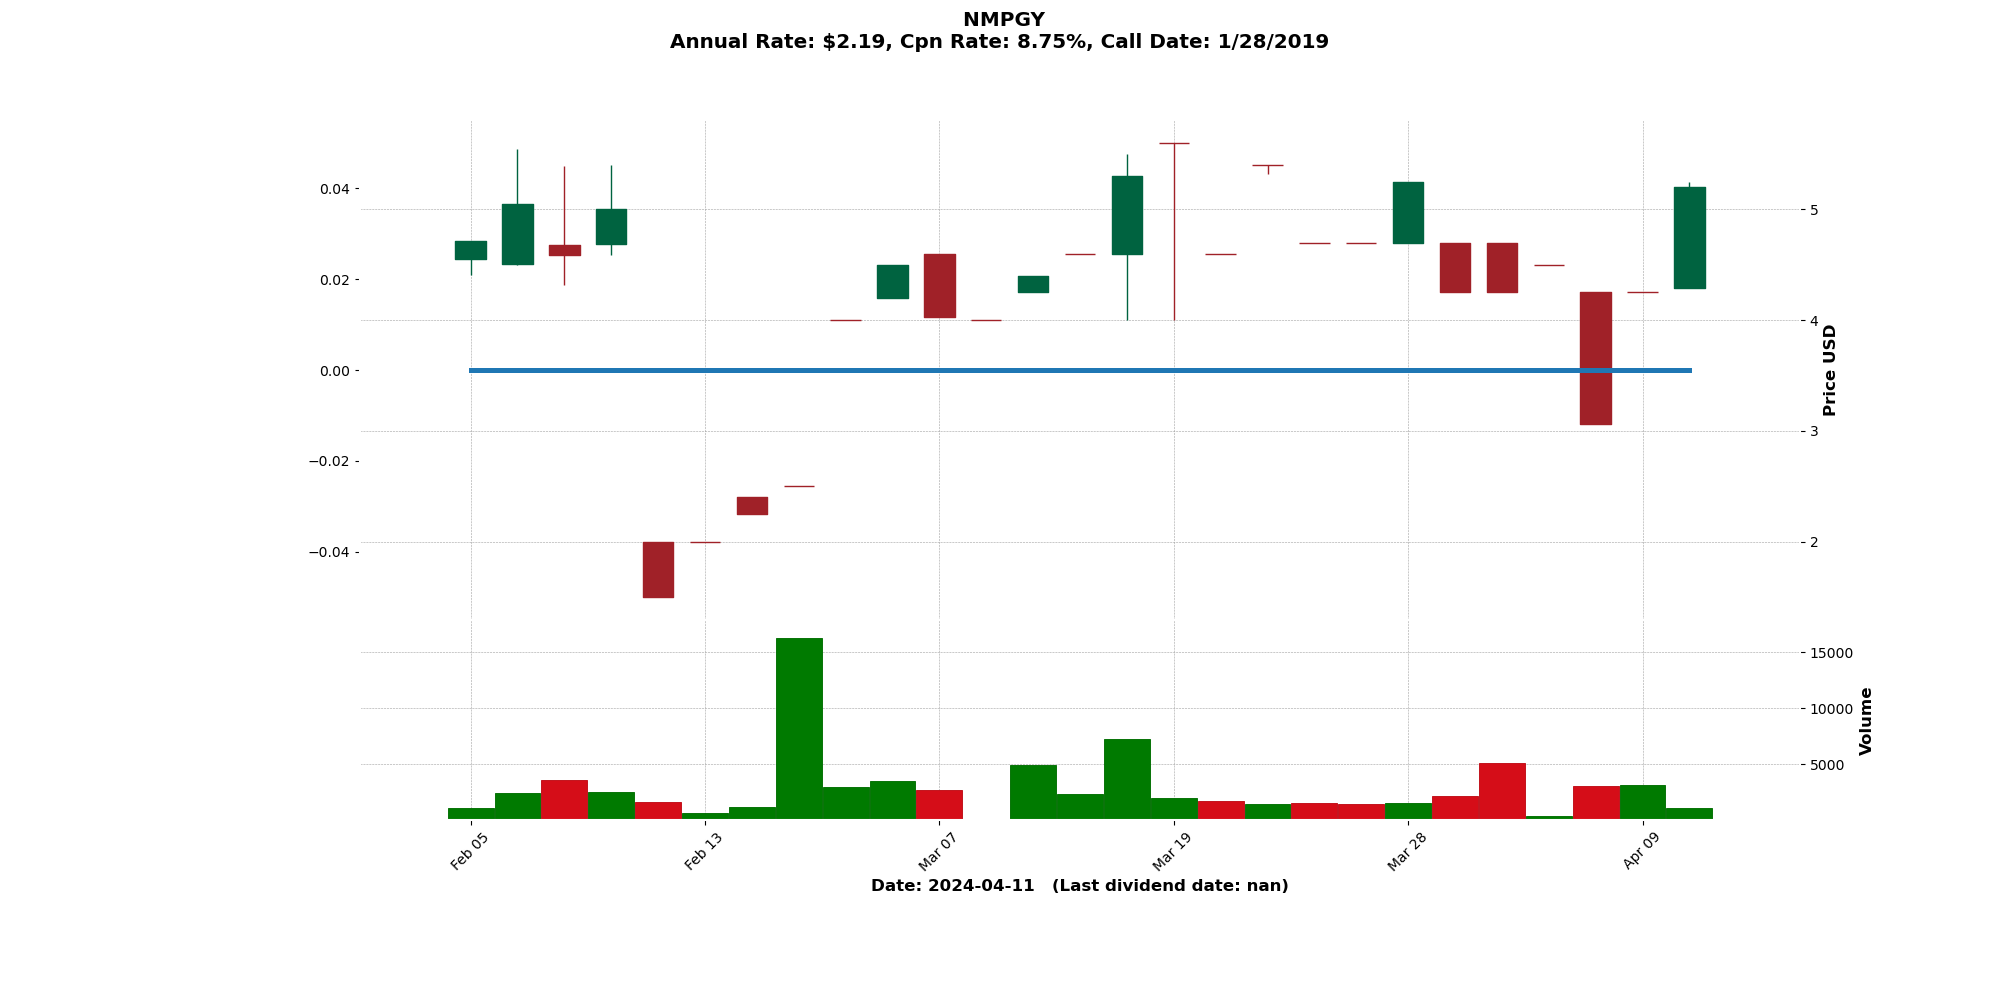 NMPGY
Annual Rate: $2.19, Cpn Rate: 8.75%, Call Date: 1/28/2019
0.04
0.02
0.00
−0.02
−0.04
5
4
3
2
Price USD
15000
10000
5000
Volume
Feb 05
Feb 13
Mar 07
Mar 19
Mar 28
Apr 09
Date: 2024-04-11   (Last dividend date: nan)